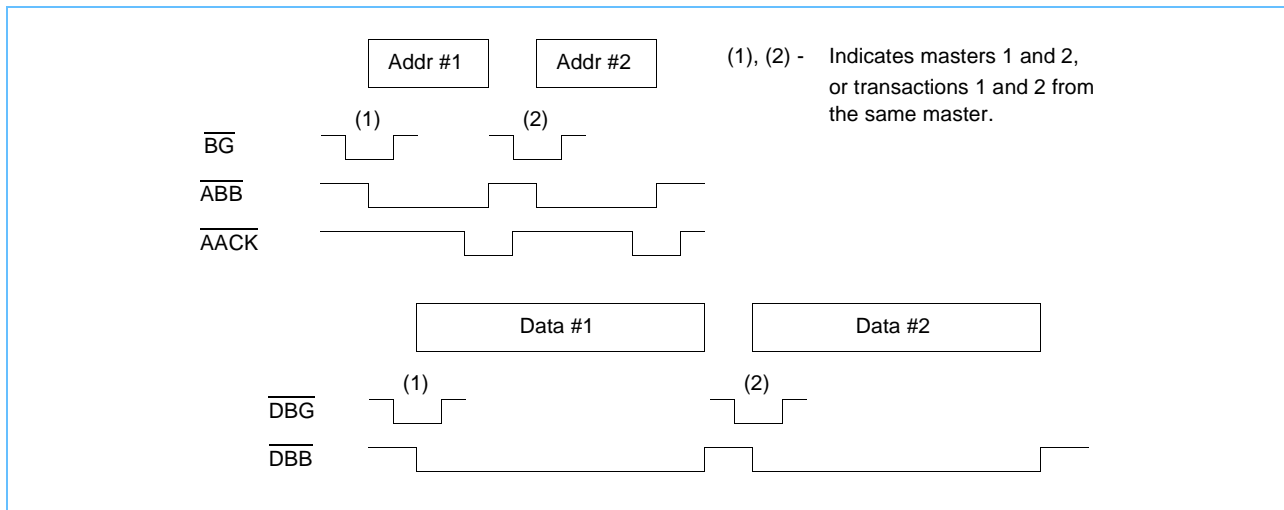 Addr #1 Addr #2 (1), (2) - Indicates masters 1 and 2,
or transactions 1 and 2 from
the same master.
(1) (2)
BG
ABB
AACK
Data #1 Data #2
(1) (2)
DBG
DBB